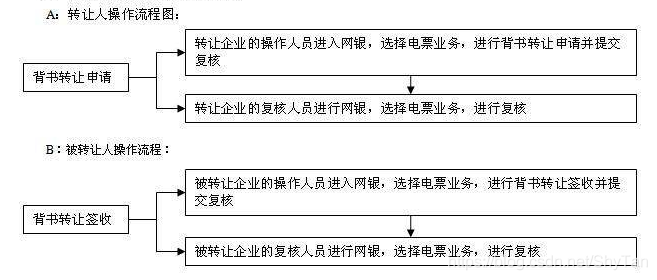 A：转让人操作流程图：
转让企业的操作人员进入网银，选择电票业务，进行背书转让申请并提交
复核
背书转让申请
转让企业的复核人员进行网银，选择电票业务，进行复核
B：被转让人操作流程：
被转让企业的操作人员进入网银，选择电票业务，进行背书转让签收并提
交复核
背书转让签收
被转让企业的复核人员进行网银，选择电票业务，进行复核